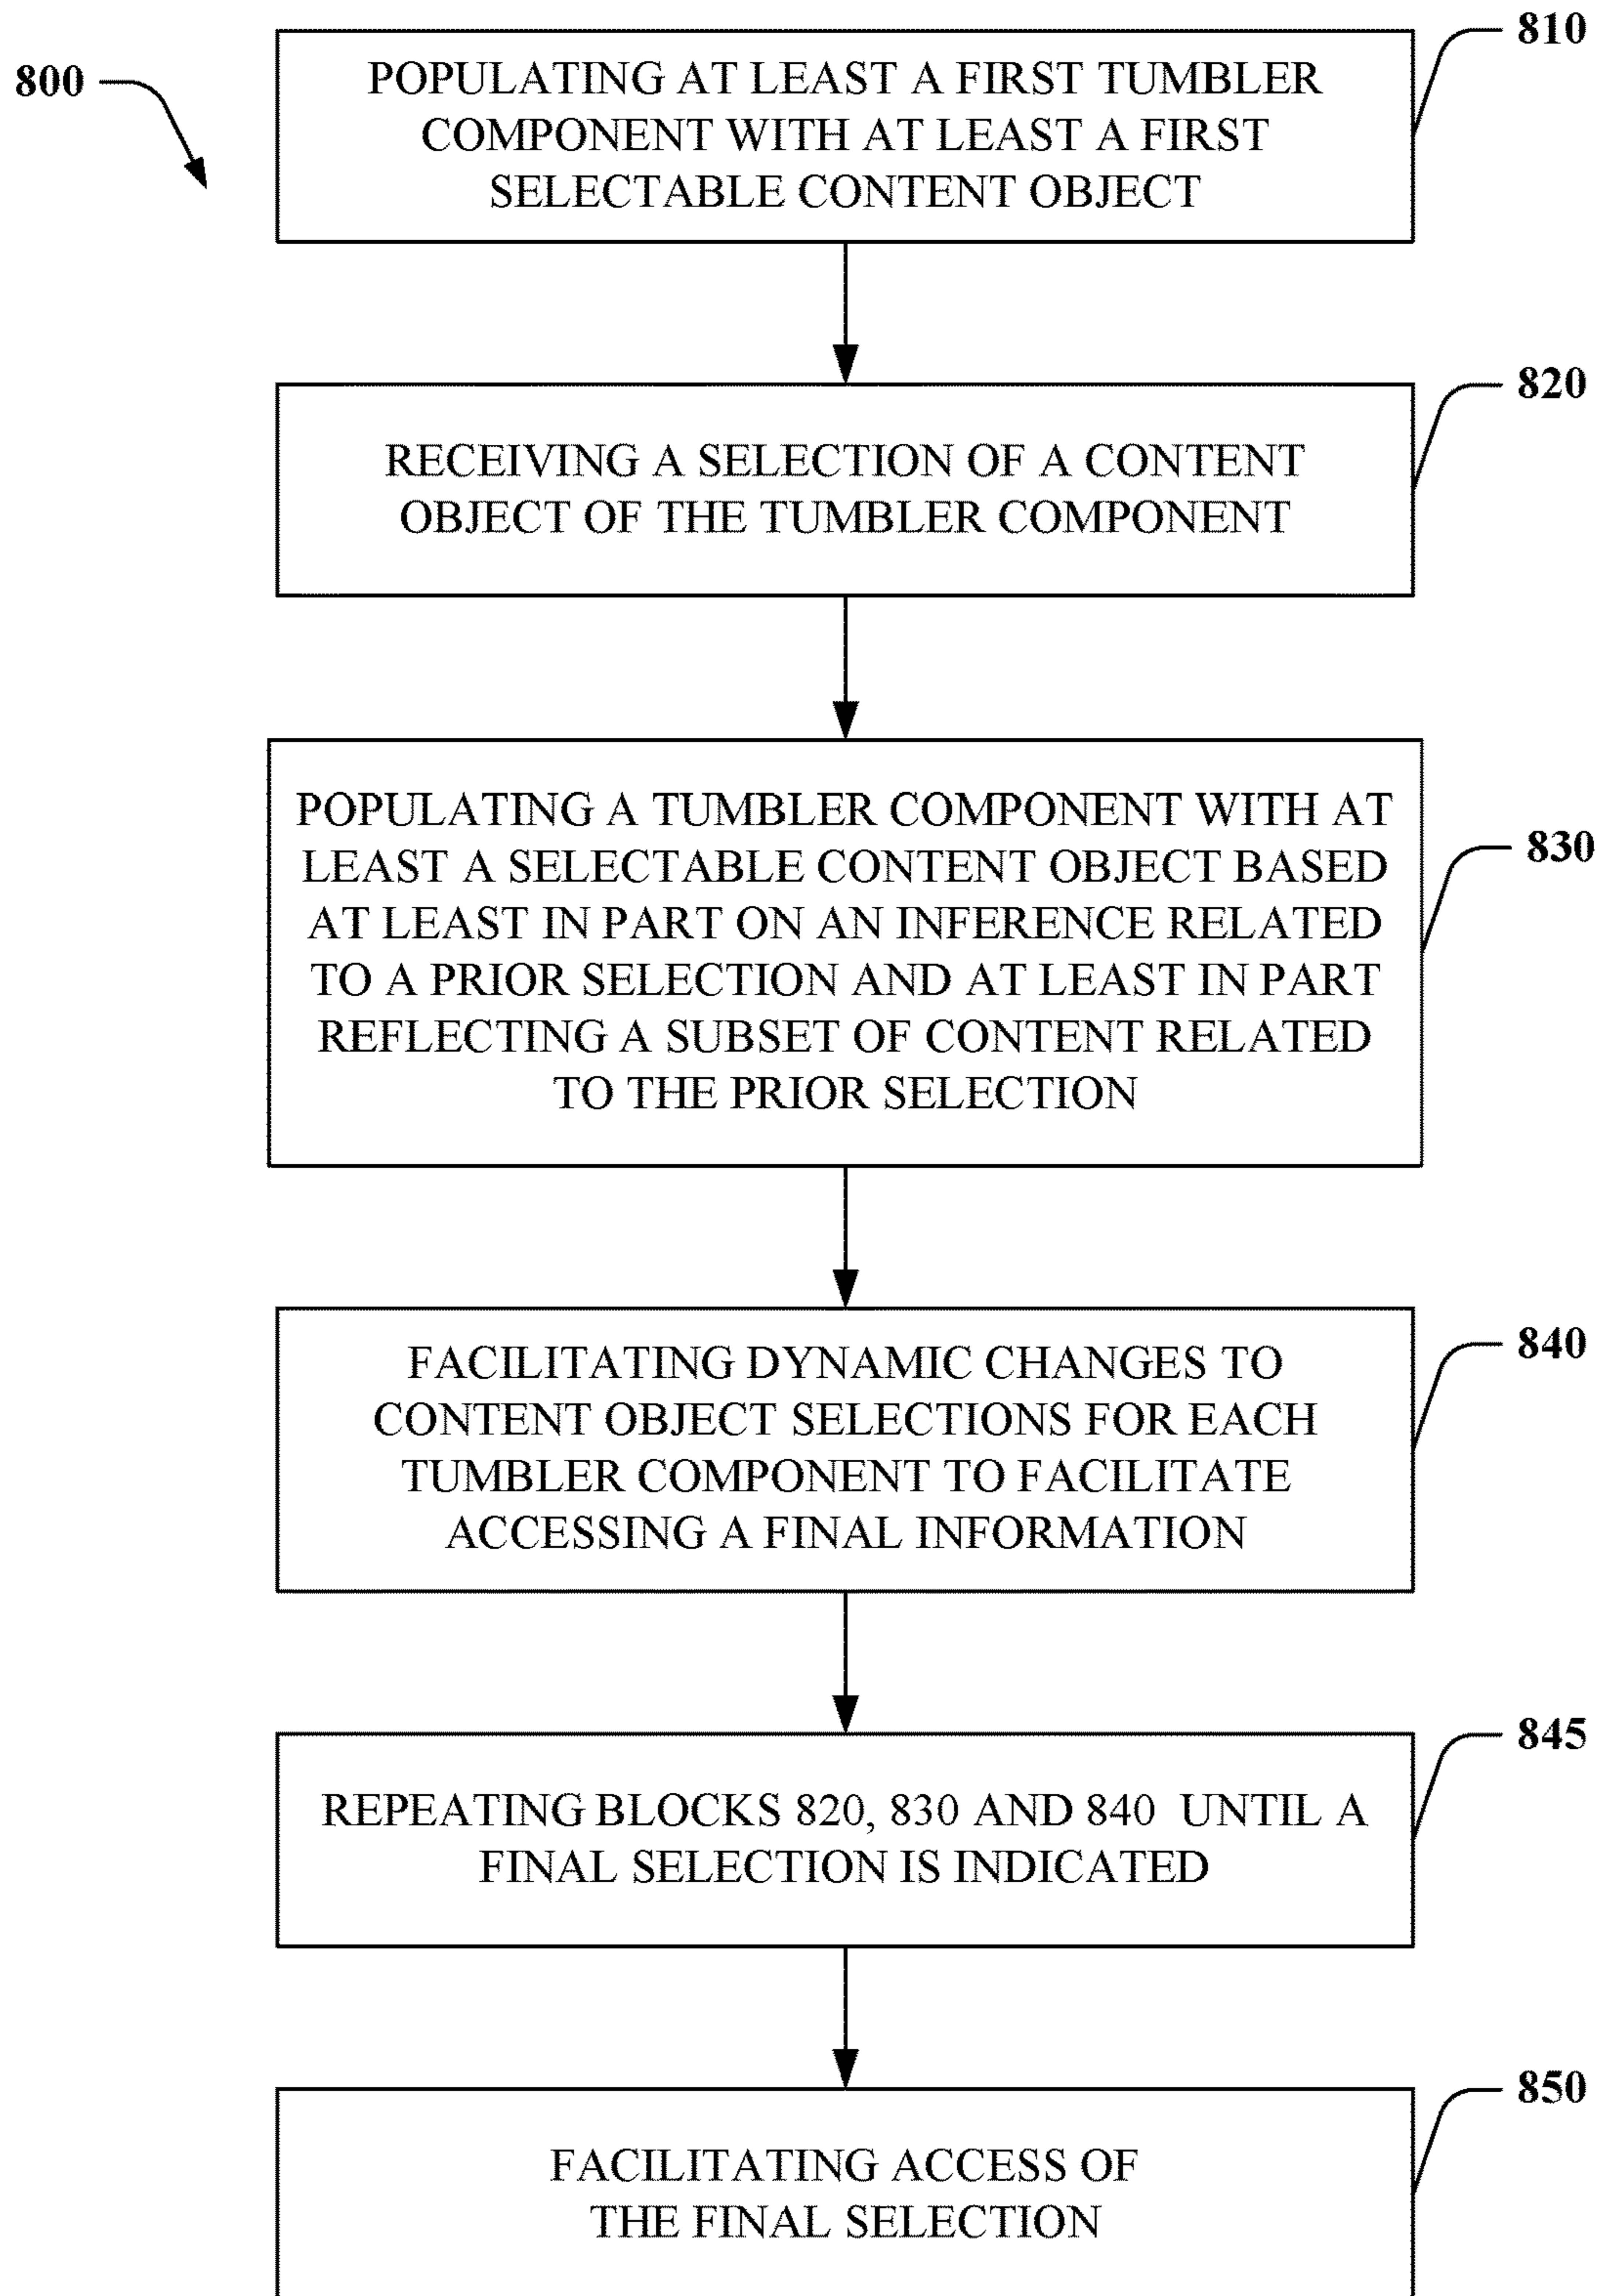 800
810
POPULATING AT LEAST A FIRST TUMBLER
COMPONENT WITH AT LEAST A FIRST
SELECTABLE CONTENT OBJECT
820
RECEIVING A SELECTION OF A CONTENT
OBJECT OF THE TUMBLER COMPONENT
830
POPULATING A TUMBLER COMPONENT WITH AT
LEAST A SELECTABLE CONTENT OBJECT BASED
AT LEAST IN PART ON AN INFERENCE RELATED
TO A PRIOR SELECTION AND AT LEAST IN PART
REFLECTING A SUBSET OF CONTENT RELATED
TO THE PRIOR SELECTION
840
FACILITATING DYNAMIC CHANGES TO
CONTENT OBJECT SELECTIONS FOR EACH
TUMBLER COMPONENT TO FACILITATE
ACCESSING A FINAL INFORMATION
845
REPEATING BLOCKS 820, 830 AND 840 UNTIL A
FINAL SELECTION IS INDICATED
850
FACILITATING ACCESS OF
THE FINAL SELECTION